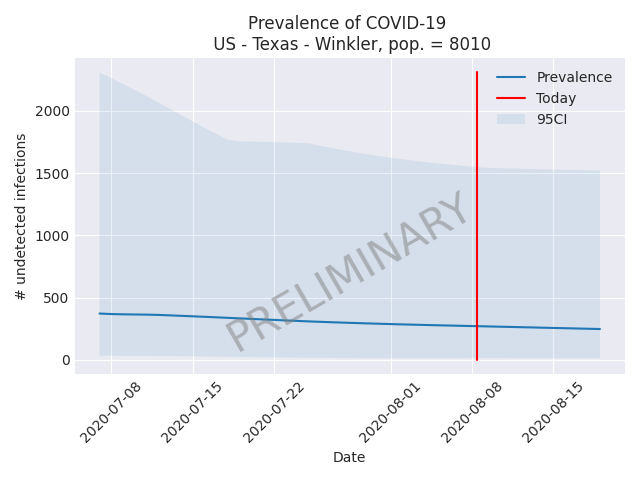 Prevalence of COVID-19
US - Texas - Winkler, pop. = 8010
Prevalence
Today
95CI
2000
1500
1000
500
0
# undetected infections
PRELIMINARY
2020-07-08
2020-07-15
2020-07-22
2020-08-01
2020-08-08
2020-08-15
Date